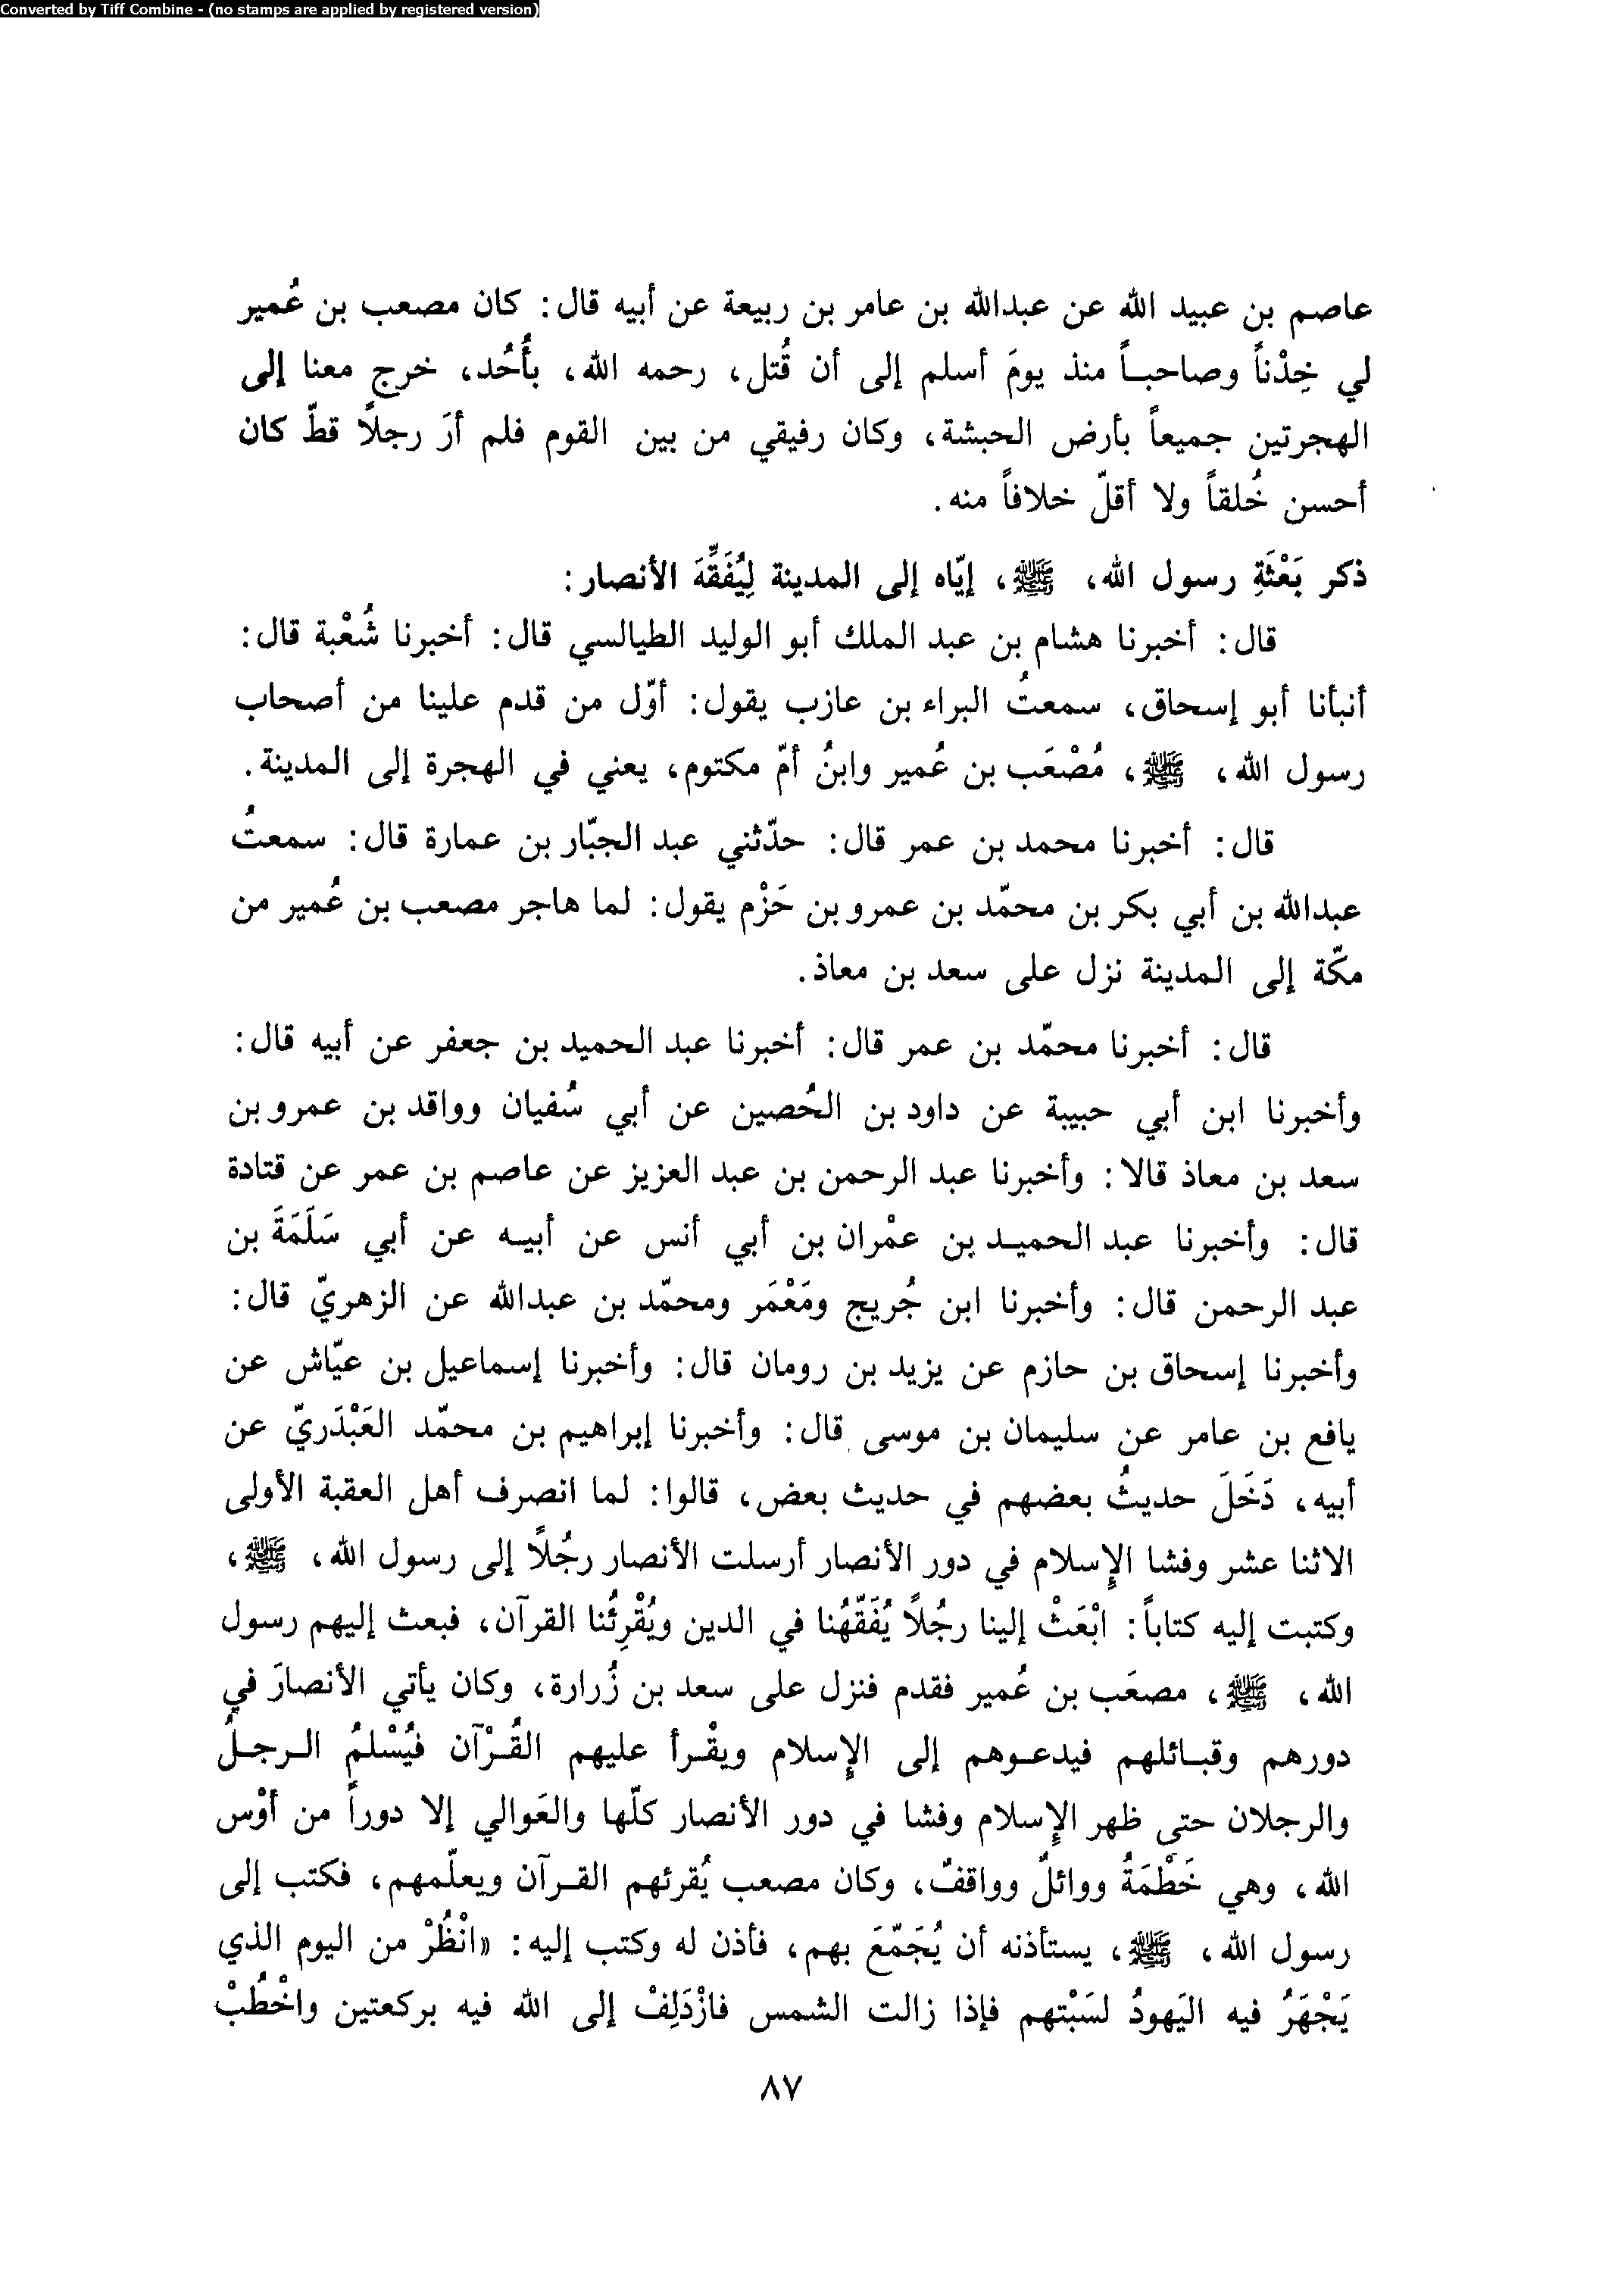 Converted by Tiff Combine - (no stamps are applied by registered version)
عاصم بن عبيد الله عن عبدالله بن عامر بن ربيعة عن أبيه قال: كان مصعب بن عُمير
لي خِدْناً وصاحبـاً منذ يومَ أسلم إلى أن قُتل، رحمه الله، بأُحُد، خرج معنا إلى
الهجرتين جميعاً بأرض الحبشة، وكان رفيقي من بين القوم فلم أرَ رجلًا قطّ كان
أحسن خُلقاً ولا أقلّ خلافاً منه.
ذكر بَعْثَةِ رسول الله، ﷺ، إيّاه إلى المدينة لِيُفَقِّهَ الأنصار:
قال: أخبرنا هشام بن عبد الملك أبو الوليد الطيالسي قال: أخبرنا شُعْبة قال:
أنبأنا أبو إسحاق، سمعتُ البراء بن عازب يقول: أوّل من قدم علينا من أصحاب
رسول الله، ﷺ، مُصْعَب بن عُمير وابنُ أمّ مكتوم، يعني في الهجرة إلى المدينة.
قال: أخبرنا محمد بن عمر قال: حدّثني عبد الجبّار بن عمارة قال: سمعتُ
عبدالله بن أبي بكر بن محمّد بن عمرو بن حَزْم يقول: لما هاجر مصعب بن عُمير من
مكّة إلى المدينة نزل على سعد بن معاذ.
قال: أخبرنا محمّد بن عمر قال: أخبرنا عبد الحميد بن جعفر عن أبيه قال:
وأخبرنا ابن أبي حبيبة عن داود بن الحُصين عن أبي سُفيان وواقد بن عمرو بن
سعد بن معاذ قالا: وأخبرنا عبد الرحمن بن عبد العزيز عن عاصم بن عمر عن قتادة
قال: وأخبرنا عبد الحميـد بن عمْران بن أبي أنس عن أبيـه عن أبي سَلَمَةَ بن
عبد الرحمن قال: وأخبرنا ابن جُريج ومَعْمَر ومحمّد بن عبدالله عن الزهريّ قال:
وأخبرنا إسحاق بن حازم عن يزيد بن رومان قال: وأخبرنا إسماعيل بن عيّاش عن
يافع بن عامر عن سليمان بن موسى قال: وأخبرنا إبراهيم بن محمّد العَبْدَريّ عن
أبيه، دَخَلَ حديثُ بعضهم في حديث بعض، قالوا: لما انصرف أهل العقبة الأولى
الاثنا عشر وفشا الإِسلام في دور الأنصار أرسلت الأنصار رجُلًا إلى رسول الله، ﷺ،
وكتبت إليه كتاباً: ابْعَثْ إلينا رجُلًا يُفَقّهُنا في الدين ويُقْرِئُنا القرآن، فبعث إليهم رسول
الله، ﷺ، مصعَب بن عُمير فقدم فنزل على سعد بن زُرارة، وكان يأتي الأنصارَ في
دورهم وقبـائلهم فيدعـوهم إلى الإِسلام ويقْـرأ عليهم القُـرْآن فيُسْلمُ الـرجـلُ
والرجلان حتى ظهر الإِسلام وفشا في دور الأنصار كلّها والعَوالي إلا دوراً من أوْس
الله، وهي خَطْمَةُ ووائلٌ وواقفٌ، وكان مصعب يُقرئهم القـرآن ويعلّمهم، فكتب إلى
رسول الله، ﷺ، يستأذنه أن يُجَمّعَ بهم، فأذن له وكتب إليه: «انْظُرْ من اليوم الذي
يَجْهَرُ فيه اليَهودُ لسَبْتهم فإذا زالت الشمس فازْدَلِفْ إلى الله فيه بركعتين واخْطُبْ
٨٧